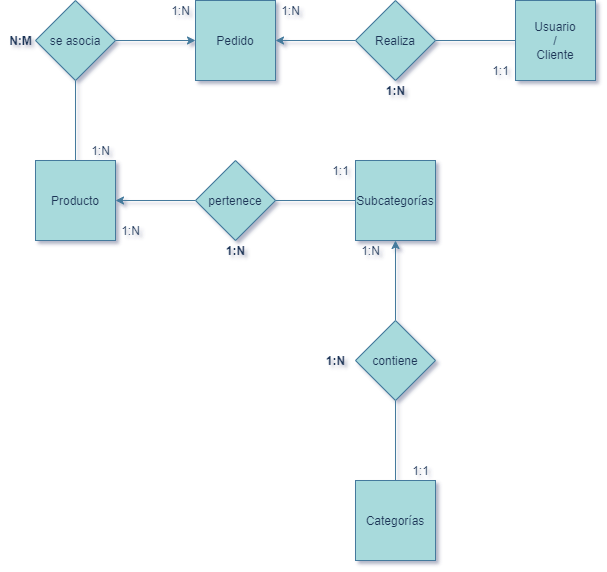 1:N
1:N
N:M
se asocia
Pedido
Realiza
Usuario
/
Cliente
1:1
1:N
1:N
1:1
Producto
pertenece
Subcategorías
1:N
1:N
1:N
1:N
contiene
1:1
Categorías